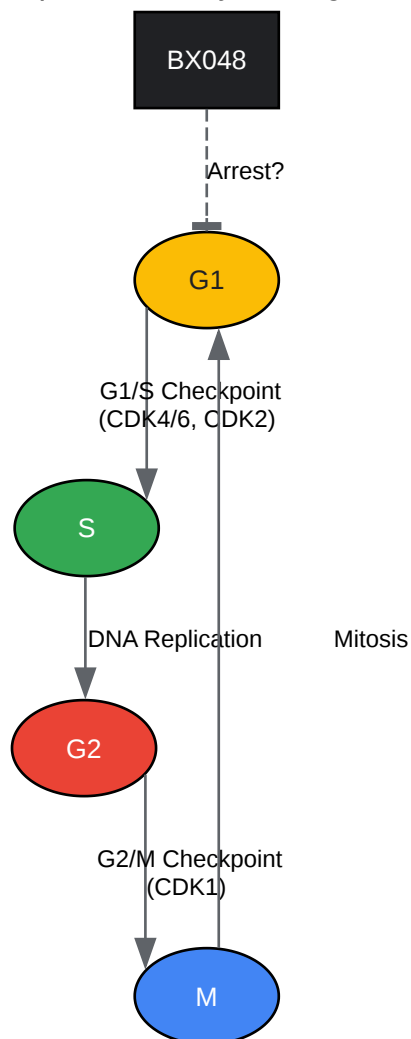 BX048
Arrest?
G1
G1/S Checkpoint
(CDK4/6, CDK2)
S
DNA Replication
Mitosis
G2
G2/M Checkpoint
(CDK1)
M